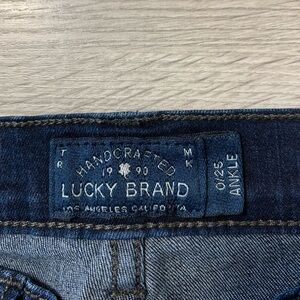 TR MK
HANDCRAFTED
19 90
LUCKY BRAND
LOS ANGELES CALIFORNIA
0/25
ANKLE